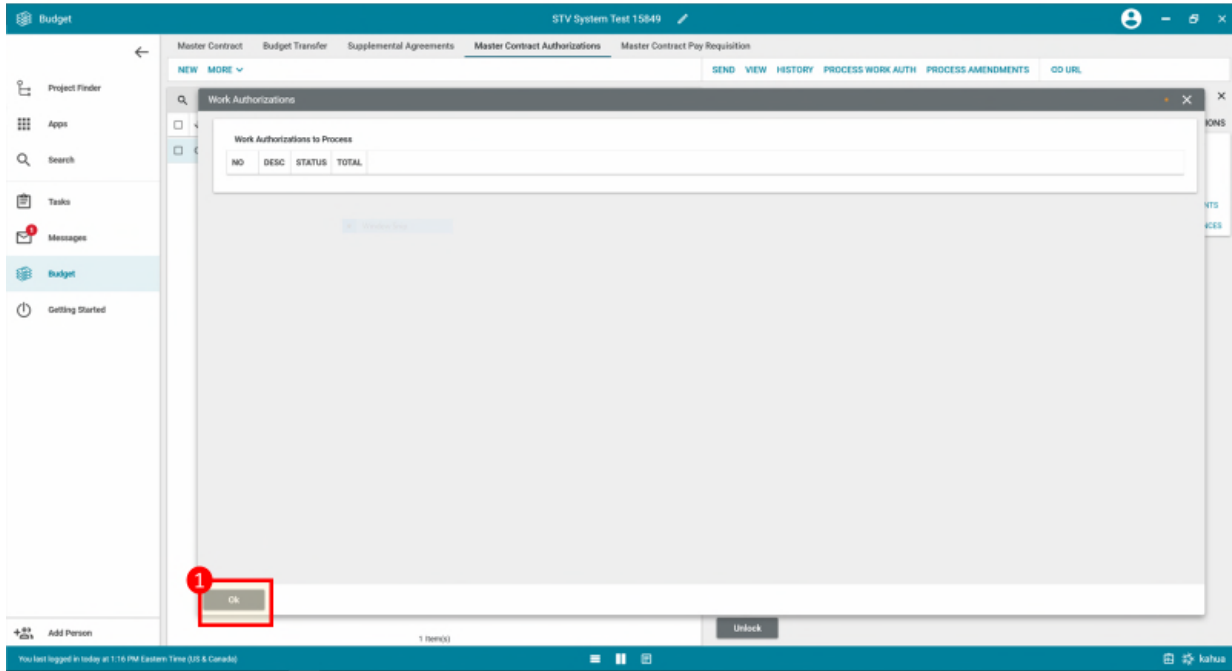 Budget
STV System Test 15849
Master Contract Budget Transfer Supplemental Agreements Master Contract Authorizations Master Contract Pay Requisition
NEW MORE
SEND VIEW HISTORY PROCESS WORK AUTH PROCESS AMENDMENTS CO URL
Project Finder
Apps
Search
Tasks
1
Messages
Budget
Getting Started
Add Person
Work Authorizations
IONS
Work Authorizations to Process
NO DESC STATUS TOTAL
NTS
NCES
1
Ok
1 Item(s)
Unlock
You last logged in today at 1:16 PM Eastern Time (US & Canada)
kahua